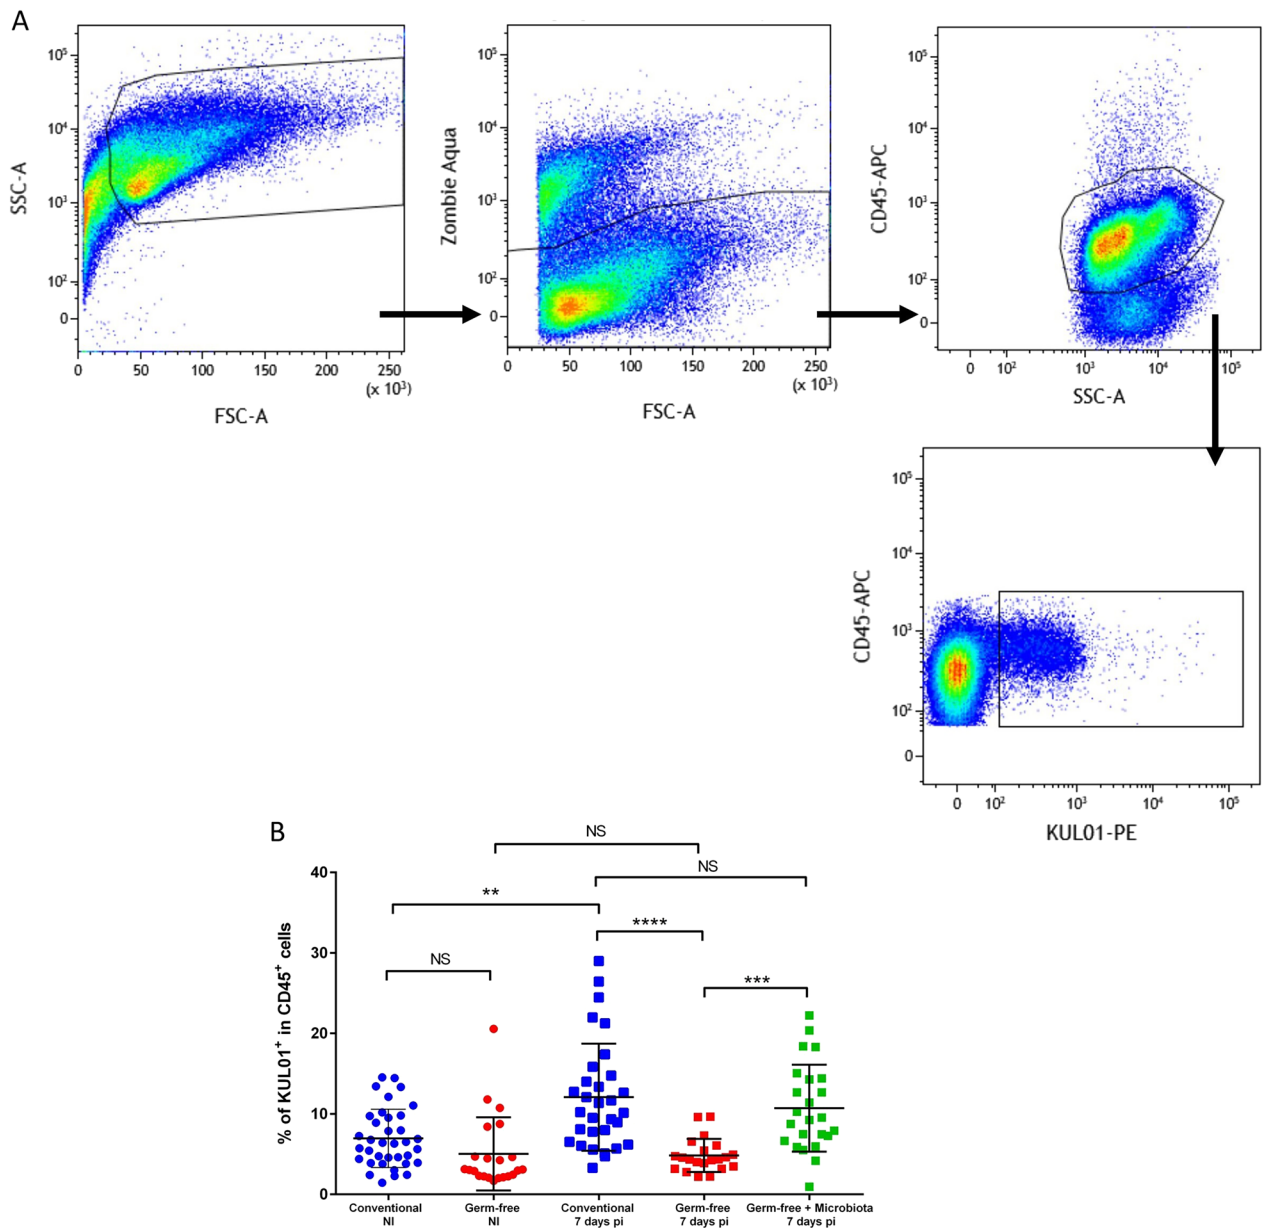 A
SSC-A
10⁵
10⁴
10³
10²
0
0 50 100 150 200 250
(x 10³)
FSC-A
Zombie Aqua
10⁵
10⁴
10³
10²
0
0 50 100 150 200 250
(x 10³)
FSC-A
CD45-APC
10⁵
10⁴
10³
10²
0
0 10² 10³ 10⁴ 10⁵
SSC-A
CD45-APC
10⁵
10⁴
10³
10²
0
0 10² 10³ 10⁴ 10⁵
KUL01-PE
B
NS
NS
**
****
NS
***
% of KUL01⁺ in CD45⁺ cells
40
30
20
10
0
Conventional NI
Germ-free NI
Conventional 7 days pi
Germ-free 7 days pi
Germ-free + Microbiota 7 days pi